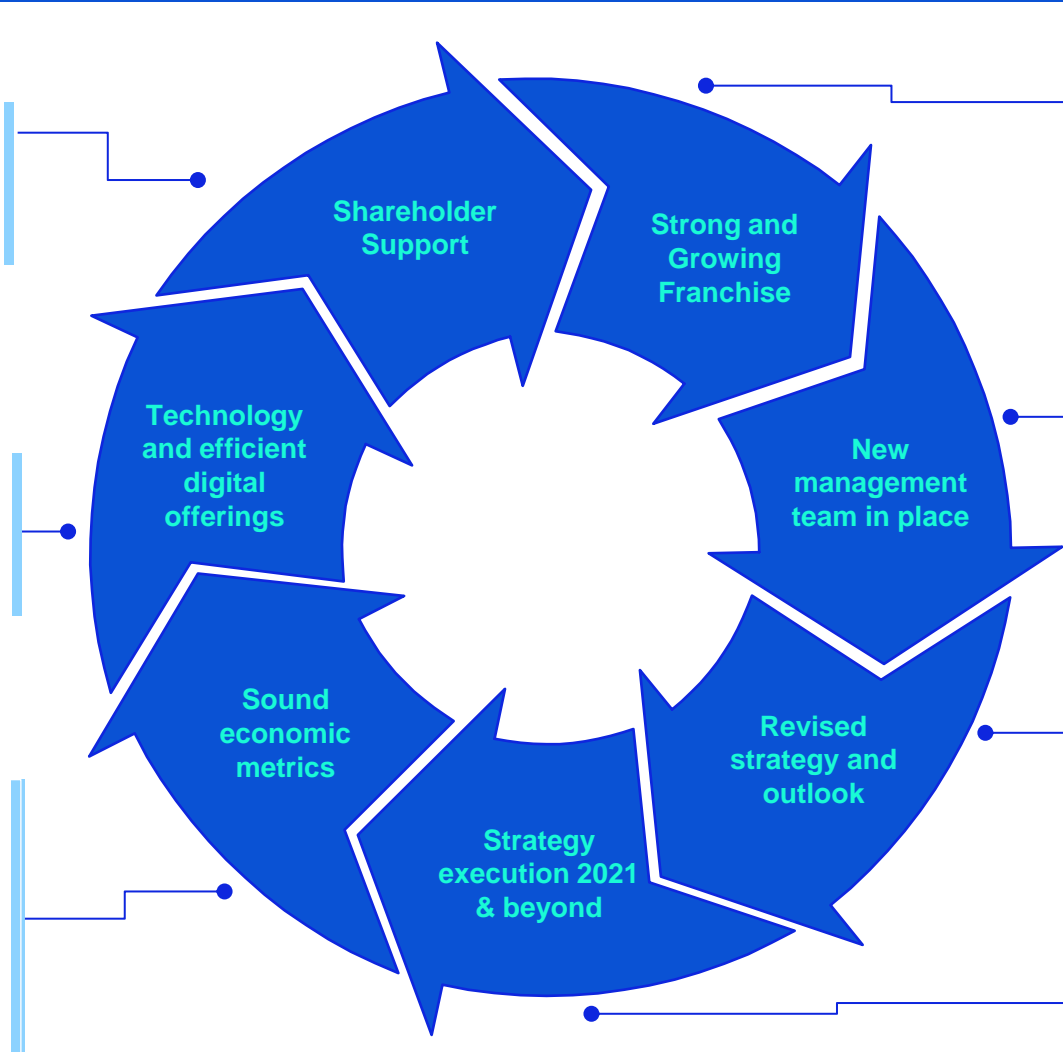 Shareholder
Support
Strong and
Growing
Franchise
New
management
team in place
Revised
strategy and
outlook
Strategy
execution 2021
& beyond
Sound
economic
metrics
Technology
and efficient
digital
offerings